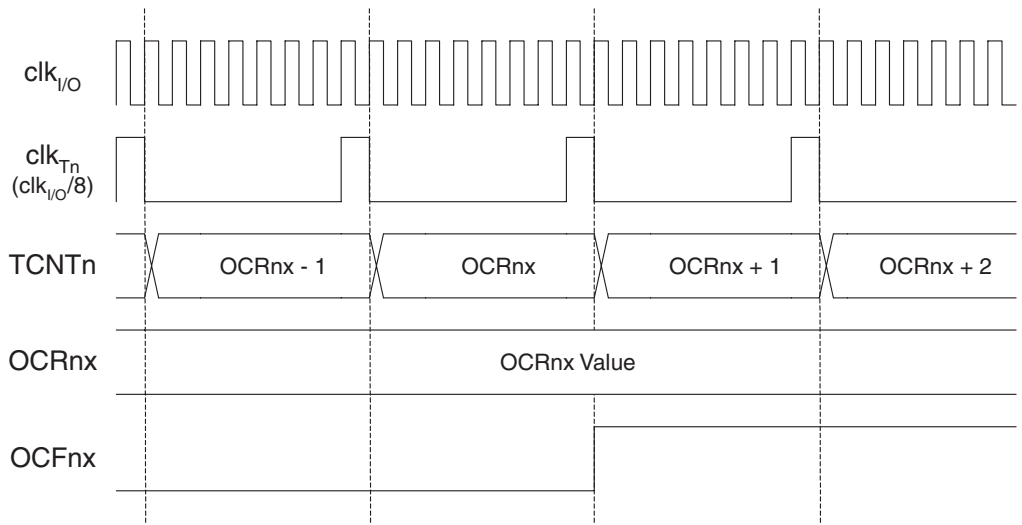 clkI/O
clkTn
(clkI/O/8)
TCNTn OCRnx - 1 OCRnx OCRnx + 1 OCRnx + 2
OCRnx OCRnx Value
OCFnx